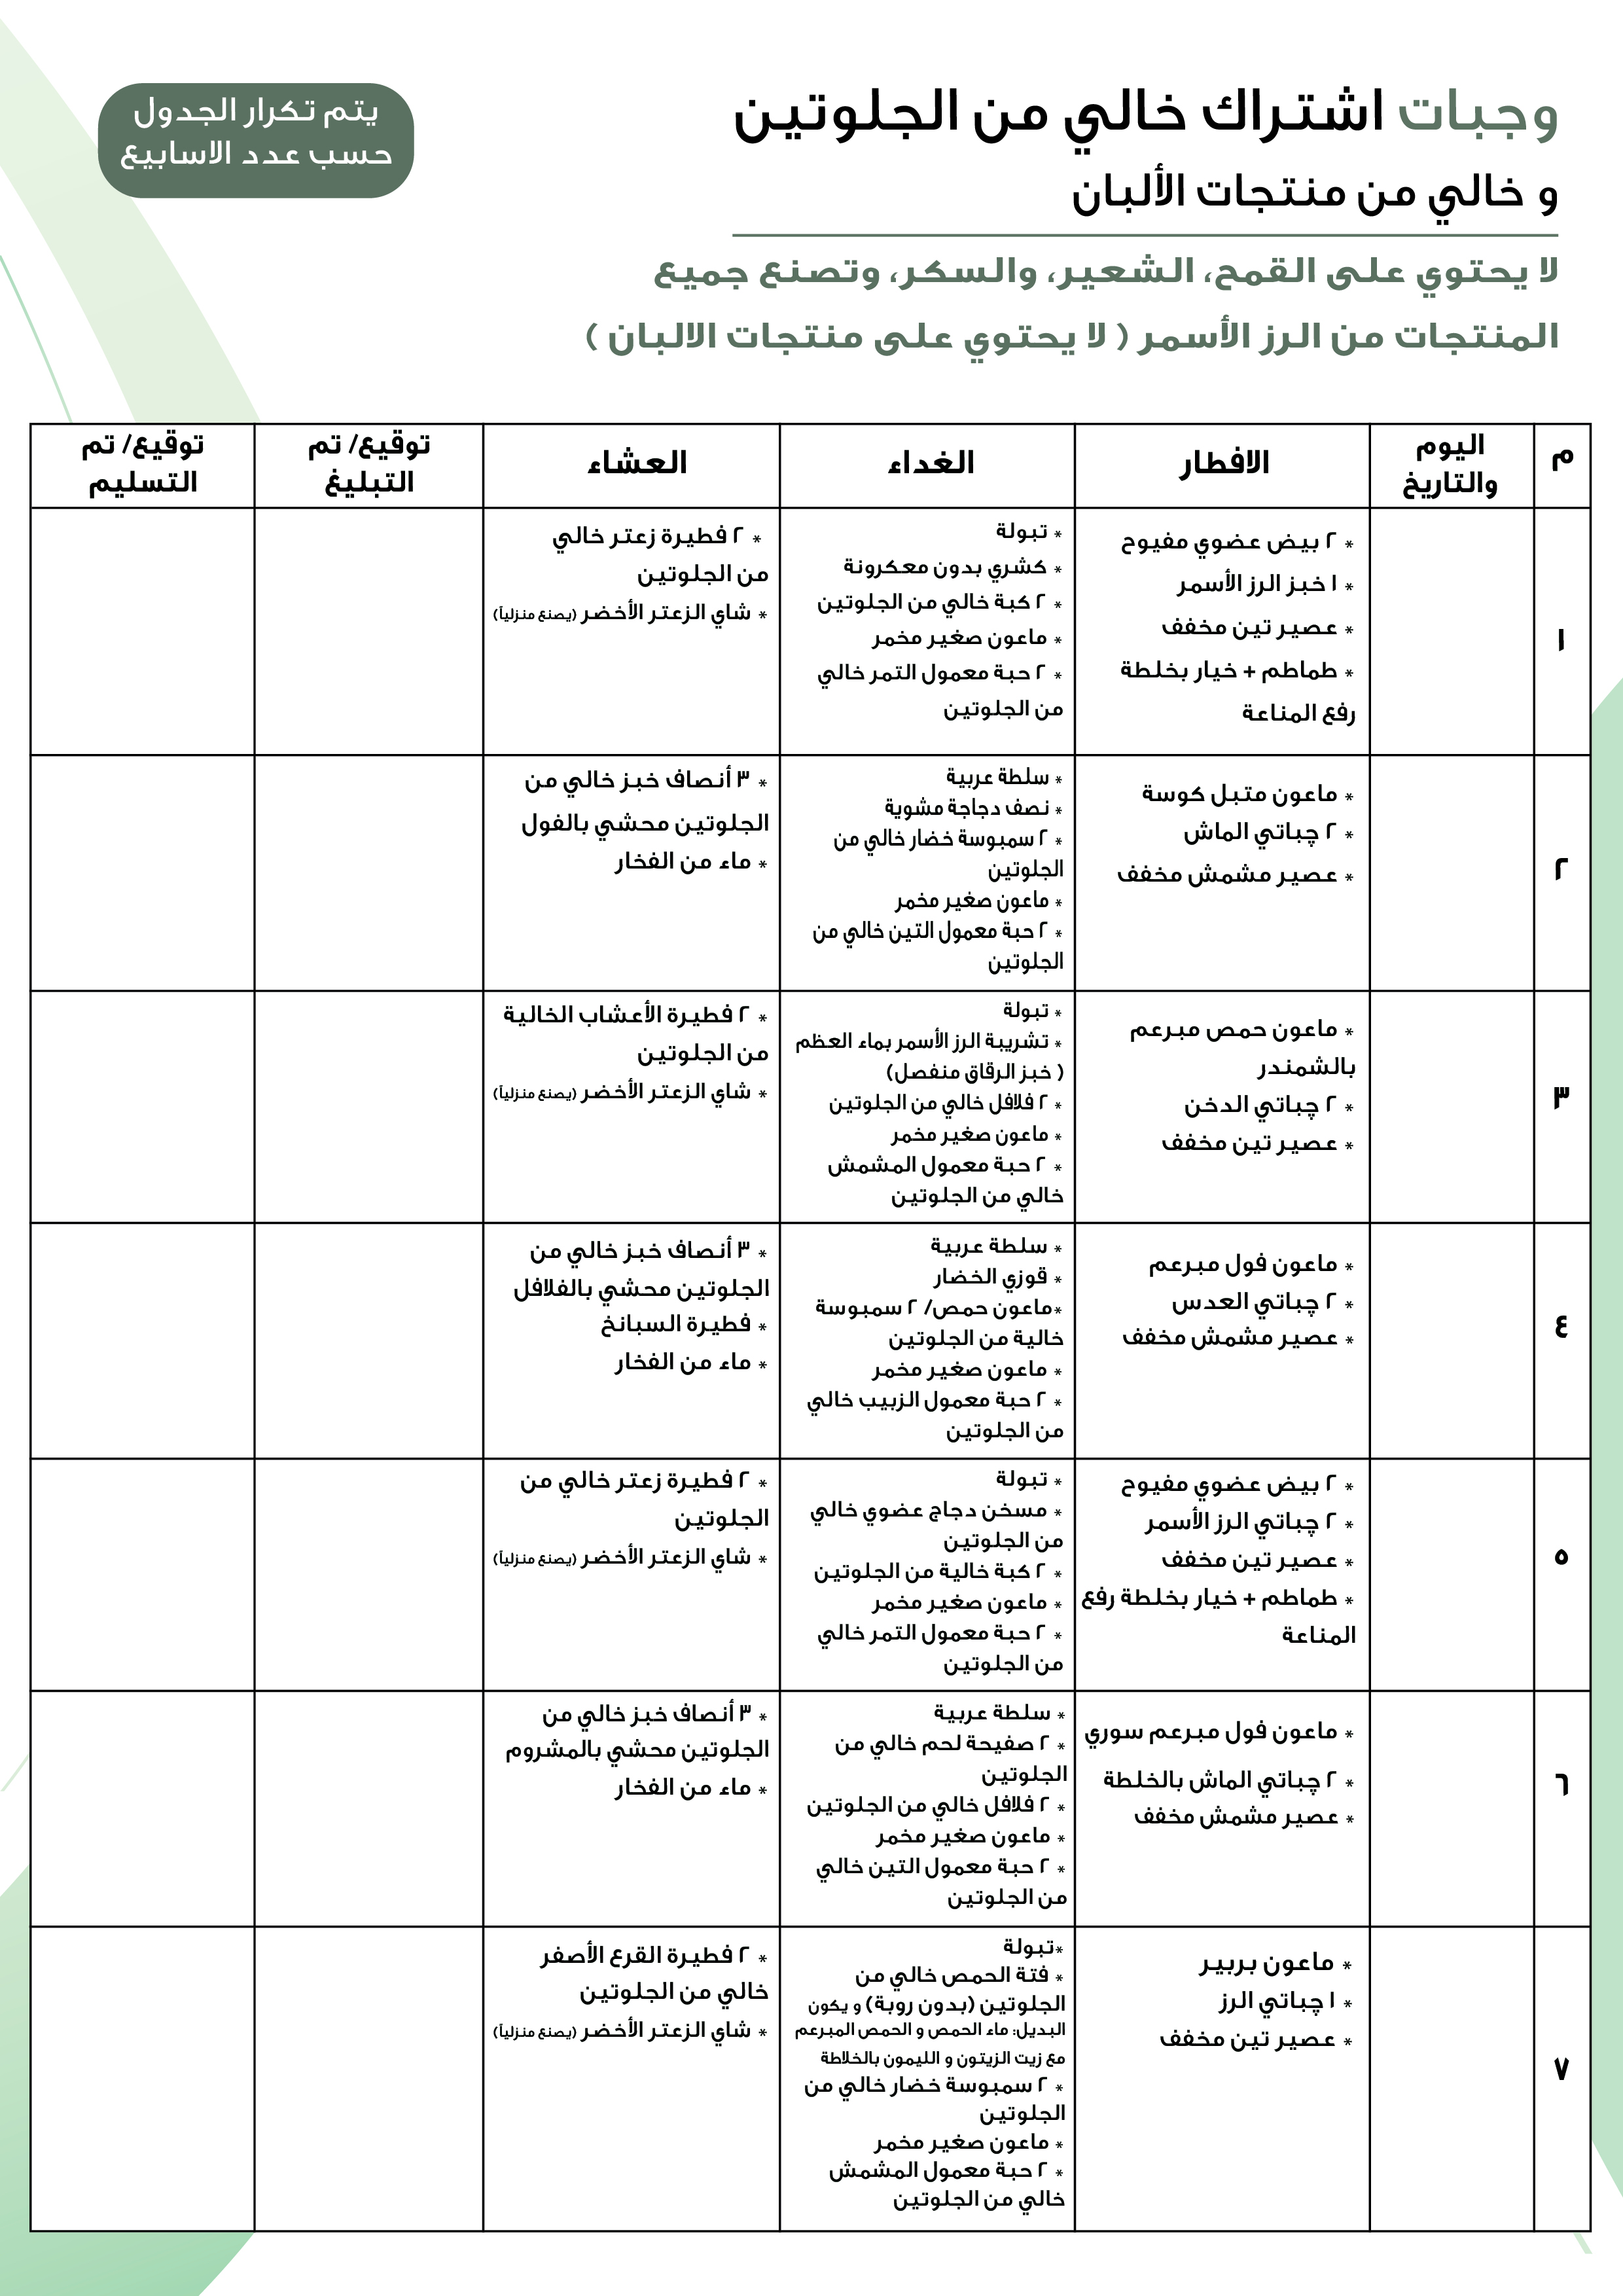 وجبات اشتراك خالي من الجلوتين
و خالي من منتجات الألبان
يتم تكرار الجدول
حسب عدد الاسابيع
لا يحتوي على القمح، الشعير، والسكر، وتصنع جميع
المنتجات من الرز الأسمر ( لا يحتوي على منتجات الالبان )
م
اليوم
والتاريخ
الافطار
الغداء
العشاء
توقيع/ تم
التبليغ
توقيع/ تم
التسليم
١
* ٢ بيض عضوي مفيوح
* ١ خبز الرز الأسمر
* عصير تين مخفف
* طماطم + خيار بخلطة
رفع المناعة
* تبولة
* كشري بدون معكرونة
* ٢ كبة خالي من الجلوتين
* ماعون صغير مخمر
* ٢ حبة معمول التمر خالي
من الجلوتين
* ٢ فطيرة زعتر خالي
من الجلوتين
* شاي الزعتر الأخضر (يصنع منزلياً)
٢
* ماعون متبل كوسة
* ٢ چباتي الماش
* عصير مشمش مخفف
* سلطة عربية
* نصف دجاجة مشوية
* ٢ سمبوسة خضار خالي من
الجلوتين
* ماعون صغير مخمر
* ٢ حبة معمول التين خالي من
الجلوتين
* ٣ أنصاف خبز خالي من
الجلوتين محشي بالفول
* ماء من الفخار
٣
* ماعون حمص مبرعم
بالشمندر
* ٢ چباتي الدخن
* عصير تين مخفف
* تبولة
* تشريبة الرز الأسمر بماء العظم
( خبز الرقاق منفصل)
* ٢ فلافل خالي من الجلوتين
* ماعون صغير مخمر
* ٢ حبة معمول المشمش
خالي من الجلوتين
* ٢ فطيرة الأعشاب الخالية
من الجلوتين
* شاي الزعتر الأخضر (يصنع منزلياً)
٤
* ماعون فول مبرعم
* ٢ چباتي العدس
* عصير مشمش مخفف
* سلطة عربية
* قوزي الخضار
*ماعون حمص/ ٢ سمبوسة
خالية من الجلوتين
* ماعون صغير مخمر
* ٢ حبة معمول الزبيب خالي
من الجلوتين
* ٣ أنصاف خبز خالي من
الجلوتين محشي بالفلافل
* فطيرة السبانخ
* ماء من الفخار
٥
* ٢ بيض عضوي مفيوح
* ٢ چباتي الرز الأسمر
* عصير تين مخفف
* طماطم + خيار بخلطة رفع
المناعة
* تبولة
* مسخن دجاج عضوي خالي
من الجلوتين
* ٢ كبة خالية من الجلوتين
* ماعون صغير مخمر
* ٢ حبة معمول التمر خالي
من الجلوتين
* ٢ فطيرة زعتر خالي من
الجلوتين
* شاي الزعتر الأخضر (يصنع منزلياً)
٦
* ماعون فول مبرعم سوري
* ٢ چباتي الماش بالخلطة
* عصير مشمش مخفف
* سلطة عربية
* ٢ صفيحة لحم خالي من
الجلوتين
* ٢ فلافل خالي من الجلوتين
* ماعون صغير مخمر
* ٢ حبة معمول التين خالي
من الجلوتين
* ٣ أنصاف خبز خالي من
الجلوتين محشي بالمشروم
* ماء من الفخار
٧
* ماعون بربير
* ١ چباتي الرز
* عصير تين مخفف
*تبولة
* فتة الحمص خالي من
الجلوتين (بدون روبة) و يكون
البديل: ماء الحمص و الحمص المبرعم
مع زيت الزيتون و الليمون بالخلاطة
* ٢ سمبوسة خضار خالي من
الجلوتين
* ماعون صغير مخمر
* ٢ حبة معمول المشمش
خالي من الجلوتين
* ٢ فطيرة القرع الأصفر
خالي من الجلوتين
* شاي الزعتر الأخضر (يصنع منزلياً)